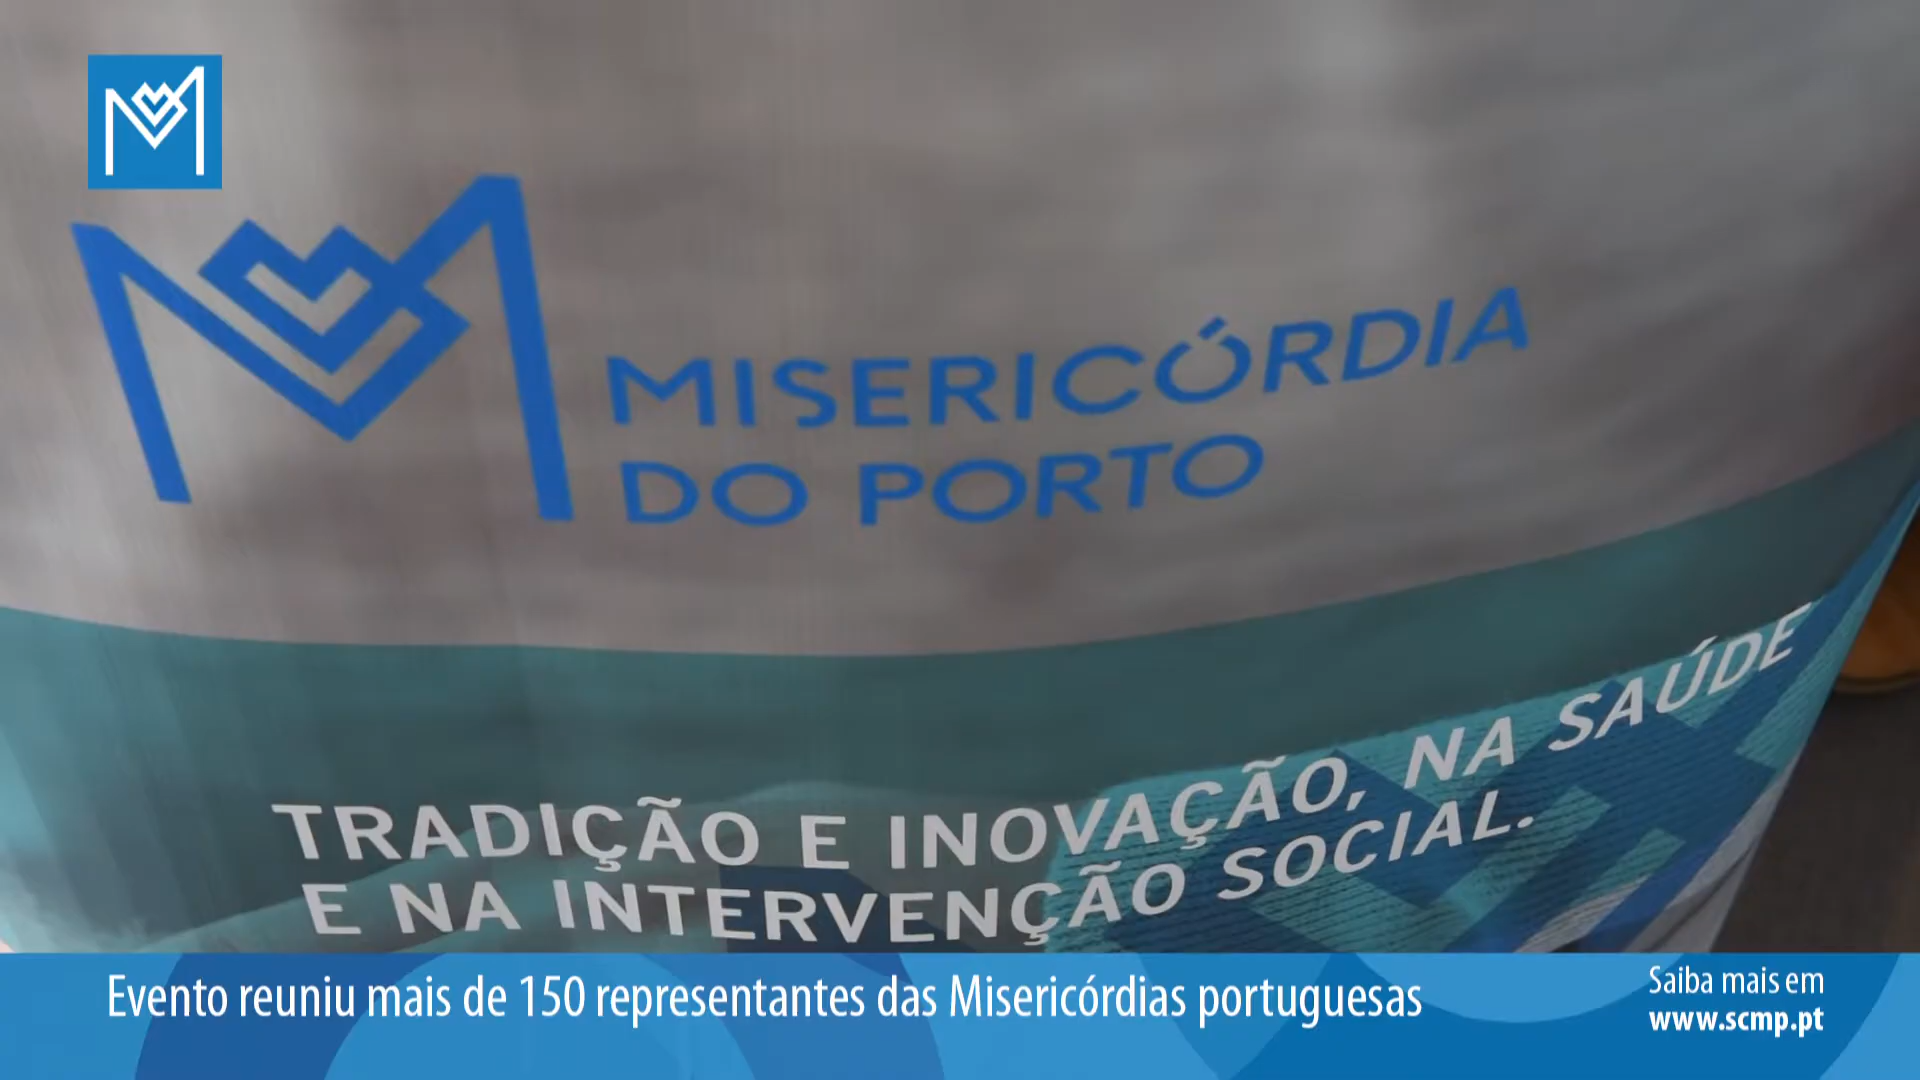 MISERICÓRDIA
DO PORTO
TRADIÇÃO E INOVAÇÃO, NA SAÚDE
E NA INTERVENÇÃO SOCIAL.
Evento reuniu mais de 150 representantes das Misericórdias portuguesas
Saiba mais em
www.scmp.pt